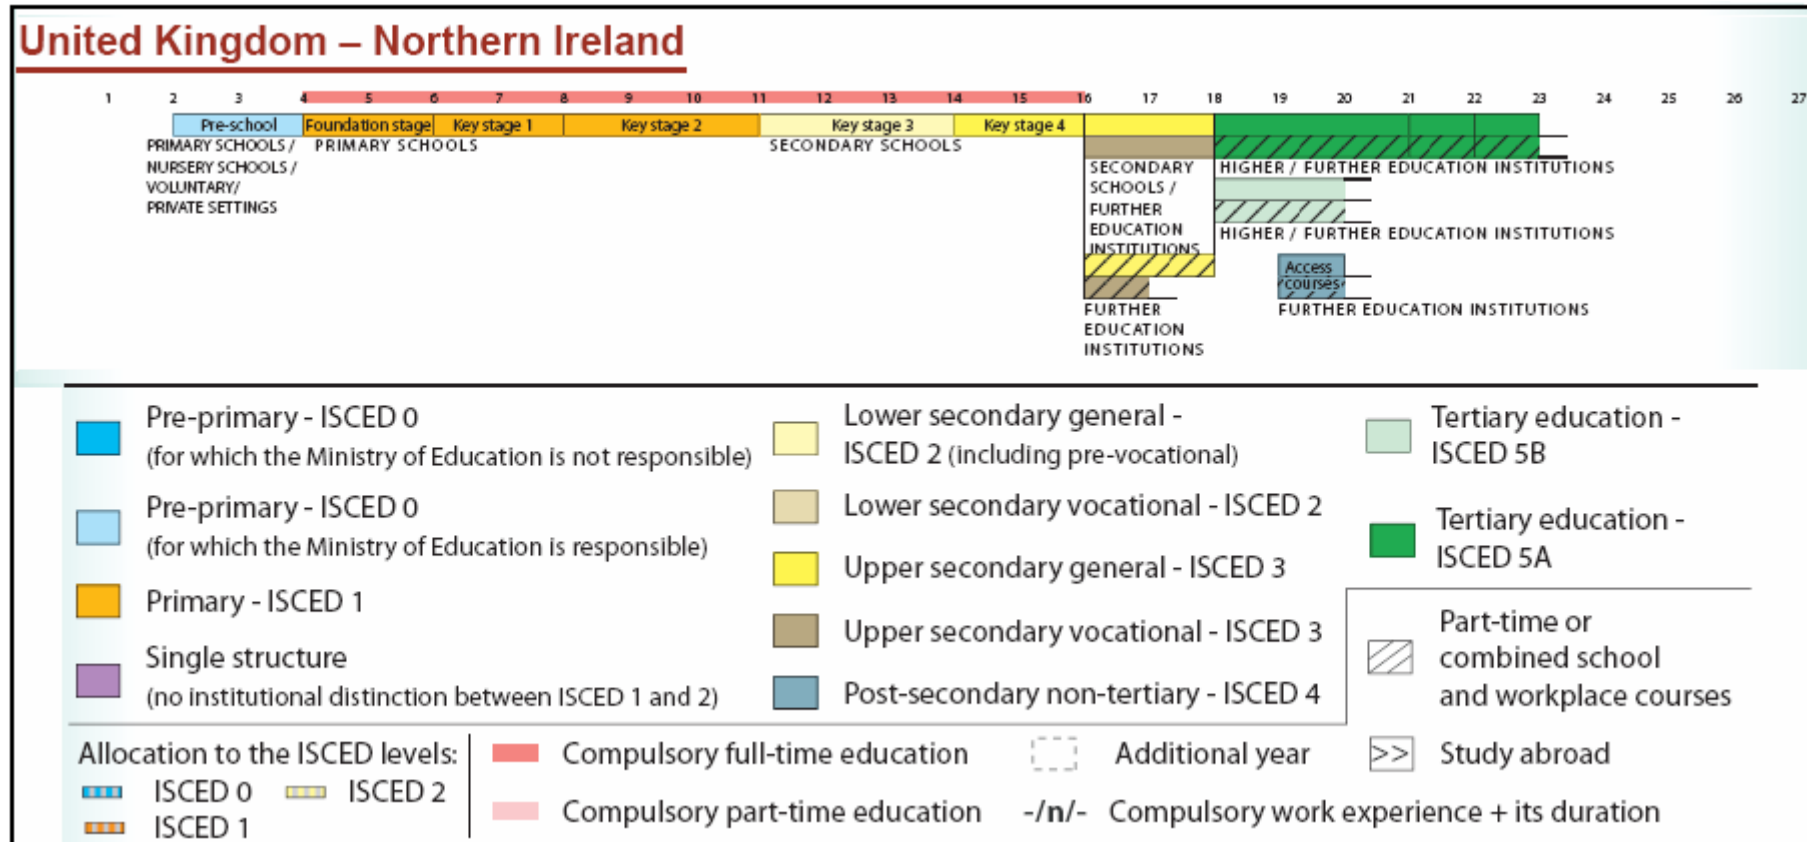 United Kingdom – Northern Ireland
1 2 3 4 5 6 7 8 9 10 11 12 13 14 15 16 17 18 19 20 21 22 23 24 25 26 27
Pre-school Foundation stage Key stage 1 Key stage 2 Key stage 3 Key stage 4
PRIMARY SCHOOLS /
NURSERY SCHOOLS /
VOLUNTARY/
PRIVATE SETTINGS
PRIMARY SCHOOLS
SECONDARY SCHOOLS
SECONDARY
SCHOOLS /
FURTHER
EDUCATION
INSTITUTIONS
HIGHER / FURTHER EDUCATION INSTITUTIONS
HIGHER / FURTHER EDUCATION INSTITUTIONS
Access
courses
FURTHER
EDUCATION
INSTITUTIONS
FURTHER EDUCATION INSTITUTIONS
Pre-primary - ISCED 0
(for which the Ministry of Education is not responsible)
Pre-primary - ISCED 0
(for which the Ministry of Education is responsible)
Primary - ISCED 1
Single structure
(no institutional distinction between ISCED 1 and 2)
Lower secondary general -
ISCED 2 (including pre-vocational)
Lower secondary vocational - ISCED 2
Upper secondary general - ISCED 3
Upper secondary vocational - ISCED 3
Post-secondary non-tertiary - ISCED 4
Tertiary education -
ISCED 5B
Tertiary education -
ISCED 5A
Part-time or
combined school
and workplace courses
Allocation to the ISCED levels:
ISCED 0 ISCED 2
ISCED 1
Compulsory full-time education
Compulsory part-time education
Additional year
-/n/- Compulsory work experience + its duration
>> Study abroad